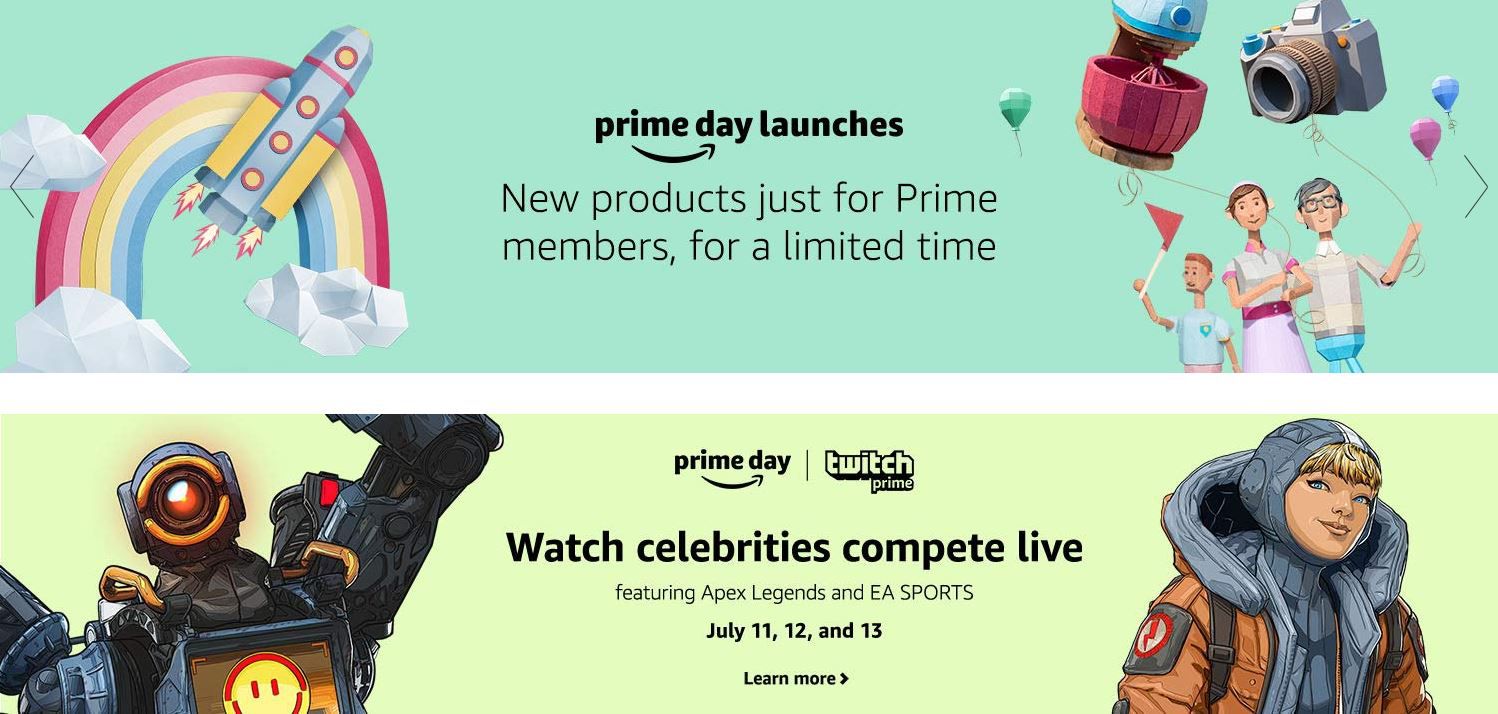 prime day launches
New products just for Prime
members, for a limited time
prime day | twitch prime
Watch celebrities compete live
featuring Apex Legends and EA SPORTS
July 11, 12, and 13
Learn more